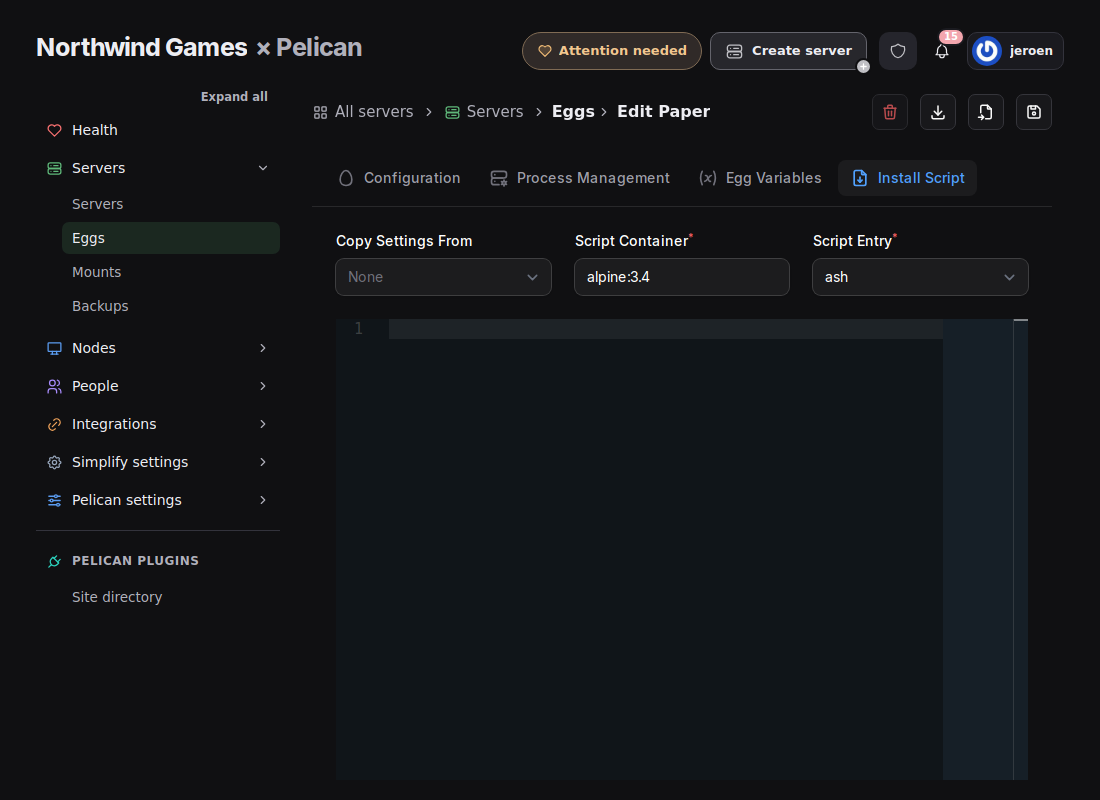 Northwind Games × Pelican
Attention needed
Create server
15
jeroen
Expand all
Health
Servers
Servers
Eggs
Mounts
Backups
Nodes
People
Integrations
Simplify settings
Pelican settings
PELICAN PLUGINS
Site directory
All servers > Servers > Eggs > Edit Paper
Configuration
Process Management
Egg Variables
Install Script
Copy Settings From
Script Container*
Script Entry*
None
alpine:3.4
ash
1